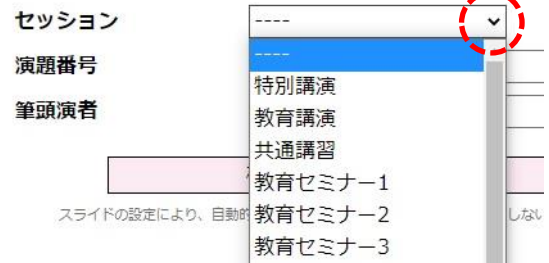 セッション
----
----
演題番号
特別講演
教育講演
筆頭演者
共通講習
教育セミナー1
スライドの設定により、自動的
教育セミナー2
しない
教育セミナー3